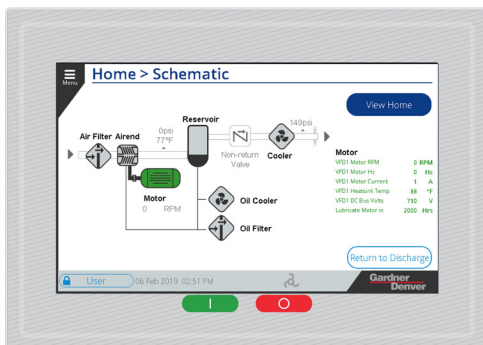 Menu
Home > Schematic
View Home
Reservoir
0psi
77°F
149psi
Air Filter Airend
Non-return
Valve
Cooler
Motor
0 RPM
Oil Cooler
Oil Filter
Motor
VFD1 Motor RPM 0 RPM
VFD1 Motor Hz 0 Hz
VFD1 Motor Current 1 A
VFD1 Heatsink Temp 88 °F
VFD1 DC Bus Volts 710 V
Lubricate Motor in 2000 Hrs
Return to Discharge
User
06 Feb 2019 02:51 PM
Gardner
Denver
I
O